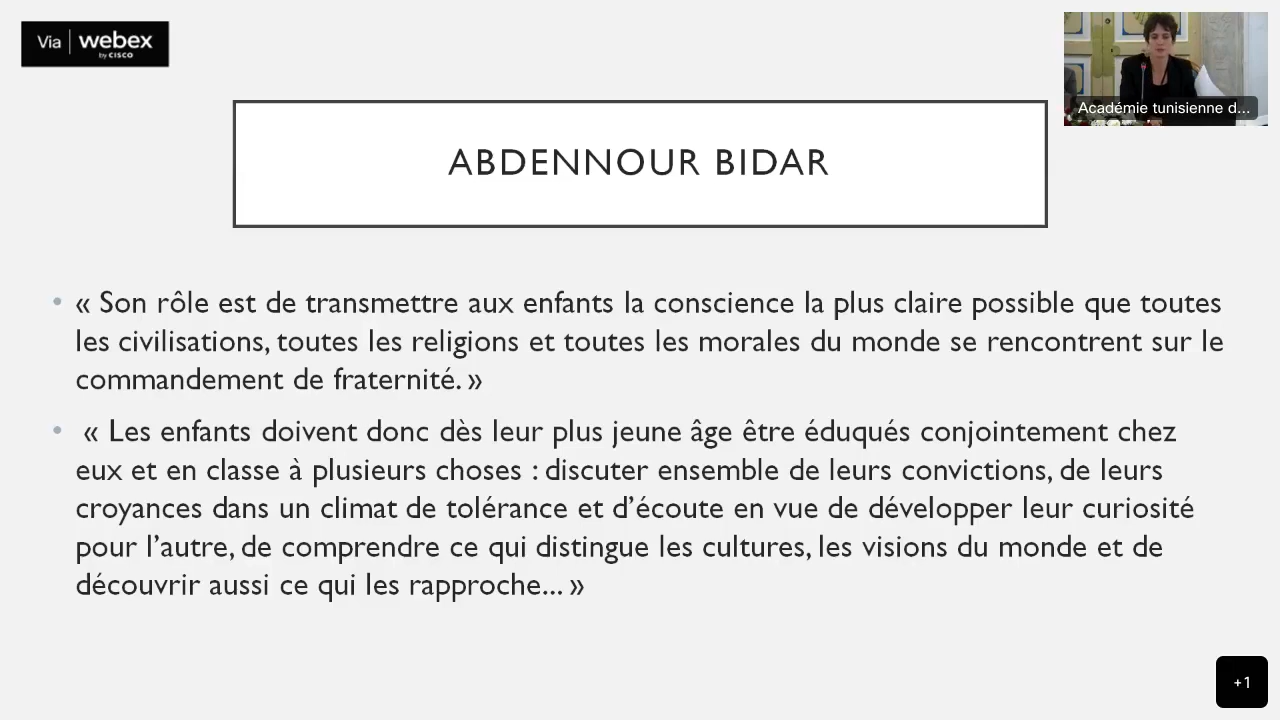 Via | webex
by CISCO
Académie tunisienne d...
ABDENNOUR BIDAR
• « Son rôle est de transmettre aux enfants la conscience la plus claire possible que toutes
les civilisations, toutes les religions et toutes les morales du monde se rencontrent sur le
commandement de fraternité. »
• « Les enfants doivent donc dès leur plus jeune âge être éduqués conjointement chez
eux et en classe à plusieurs choses : discuter ensemble de leurs convictions, de leurs
croyances dans un climat de tolérance et d’écoute en vue de développer leur curiosité
pour l’autre, de comprendre ce qui distingue les cultures, les visions du monde et de
découvrir aussi ce qui les rapproche... »
+1